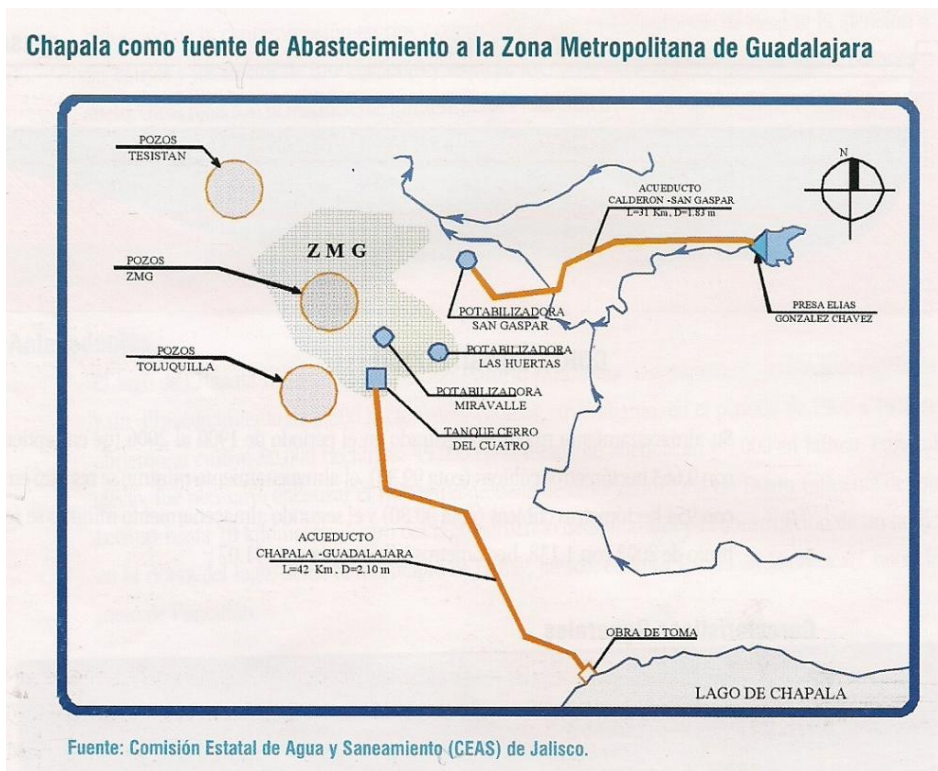 Chapala como fuente de Abastecimiento a la Zona Metropolitana de Guadalajara
POZOS
TESISTAN
N
ACUEDUCTO
CALDERON -SAN GASPAR
L=31 Km, D=1.83 m
Z M G
POZOS
ZMG
POTABILIZADORA
SAN GASPAR
PRESA ELIAS
GONZALEZ CHAVEZ
POZOS
TOLUQUILLA
POTABILIZADORA
LAS HUERTAS
POTABILIZADORA
MIRAVALLE
TANQUE CERRO
DEL CUATRO
ACUEDUCTO
CHAPALA -GUADALAJARA
L=42 Km, D=2.10 m
OBRA DE TOMA
LAGO DE CHAPALA
Fuente: Comisión Estatal de Agua y Saneamiento (CEAS) de Jalisco.